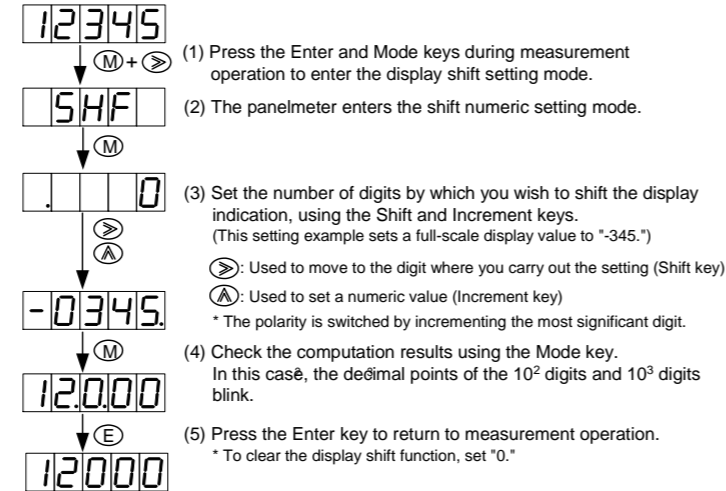 12345
M + ≫
(1) Press the Enter and Mode keys during measurement
operation to enter the display shift setting mode.
SHF
(2) The panelmeter enters the shift numeric setting mode.
M
. 0
(3) Set the number of digits by which you wish to shift the display
indication, using the Shift and Increment keys.
(This setting example sets a full-scale display value to "-345.")
≫
≫: Used to move to the digit where you carry out the setting (Shift key)
⩓
⩓: Used to set a numeric value (Increment key)
* The polarity is switched by incrementing the most significant digit.
-0345.
M
(4) Check the computation results using the Mode key.
In this case, the decimal points of the 10² digits and 10³ digits
blink.
12.0.00
E
(5) Press the Enter key to return to measurement operation.
* To clear the display shift function, set "0."
12000